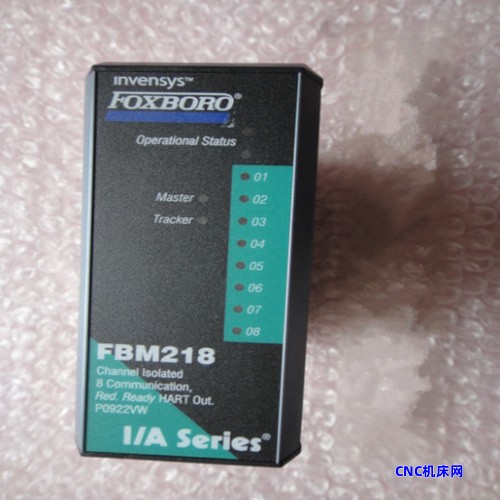 invensys™
FOXBORO®
Operational Status
01
Master 02
Tracker 03
04
05
06
07
08
FBM218
Channel Isolated
8 Communication,
Red. Ready HART Out.
P0922VW
I/A Series®
CNC机床网